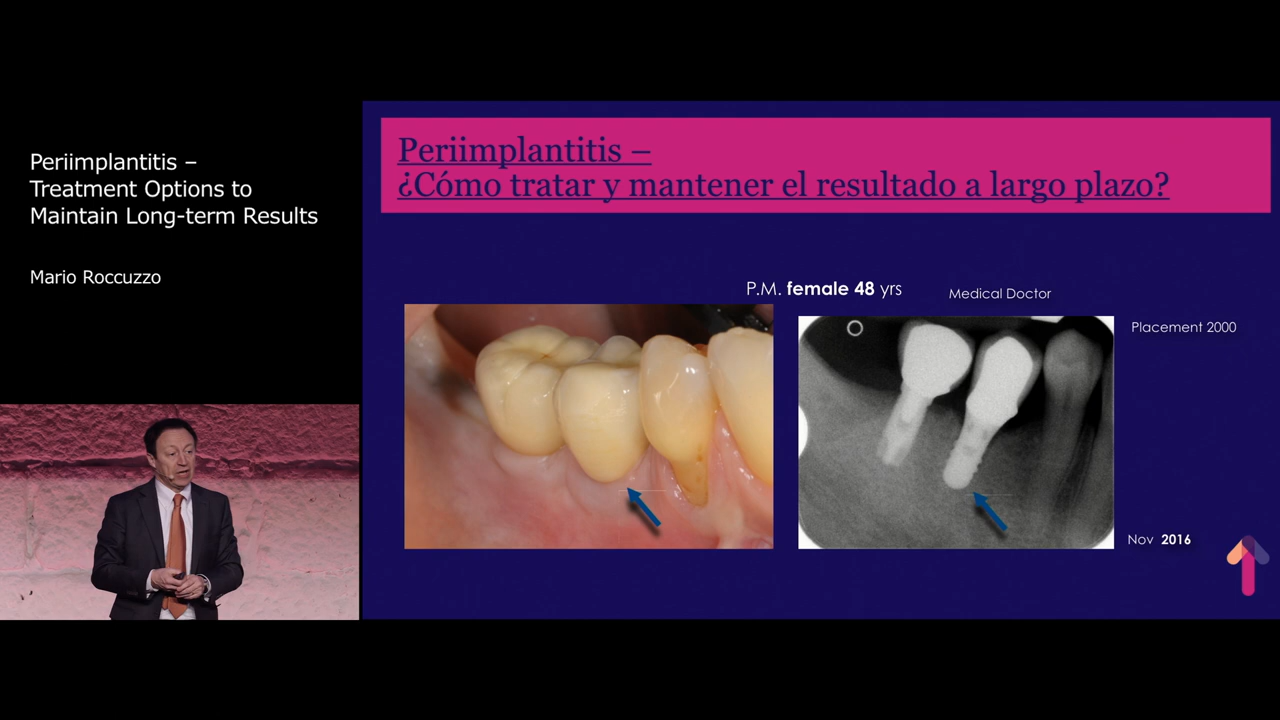 Periimplantitis –
Treatment Options to
Maintain Long-term Results
Mario Roccuzzo
Periimplantitis –
¿Cómo tratar y mantener el resultado a largo plazo?
P.M. female 48 yrs
Medical Doctor
Placement 2000
Nov 2016